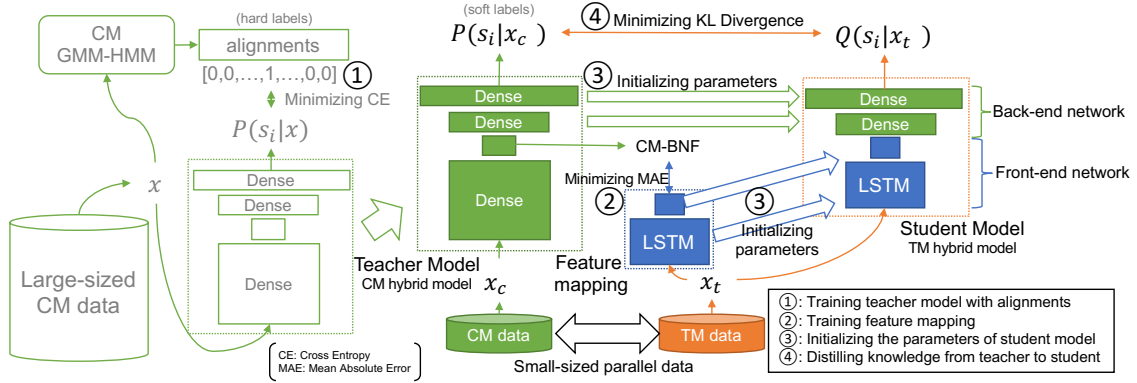 (hard labels)
CM
GMM-HMM
alignments
[0,0,…,1,…,0,0]
①
Minimizing CE
P(s_i|x)
x
Large-sized
CM data
Dense
Dense
Dense
CE: Cross Entropy
MAE: Mean Absolute Error
(soft labels)
P(s_i|x_c )
④ Minimizing KL Divergence
Q(s_i|x_t)
③ Initializing parameters
Dense
Dense
Dense
CM-BNF
Minimizing MAE
②
LSTM
③
Initializing
parameters
Dense
Dense
LSTM
Back-end network
Front-end network
Teacher Model
CM hybrid model
Feature
mapping
Student Model
TM hybrid model
x_c
x_t
CM data
TM data
Small-sized parallel data
①: Training teacher model with alignments
②: Training feature mapping
③: Initializing the parameters of student model
④: Distilling knowledge from teacher to student